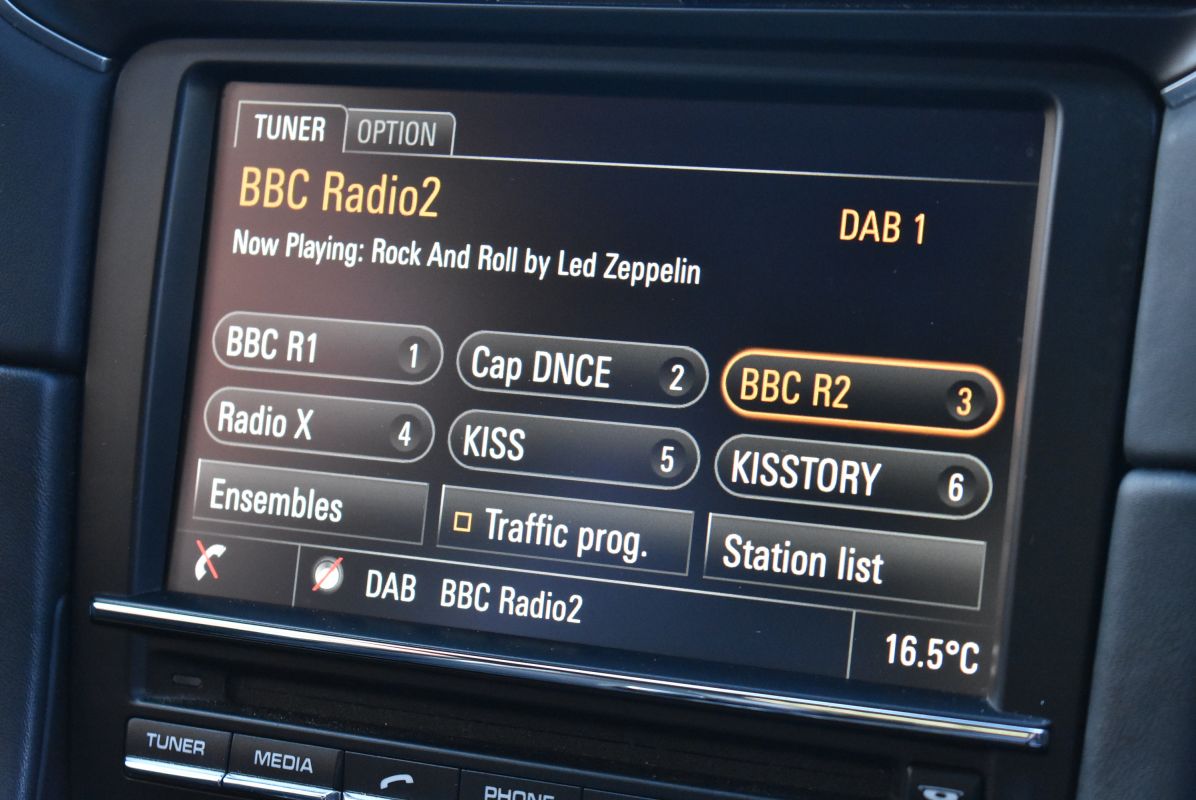 TUNER OPTION
BBC Radio2
DAB 1
Now Playing: Rock And Roll by Led Zeppelin
BBC R1 1 Cap DNCE 2 BBC R2 3
Radio X 4 KISS 5 KISSTORY 6
Ensembles Traffic prog. Station list
DAB BBC Radio2 16.5°C
TUNER MEDIA PHONE